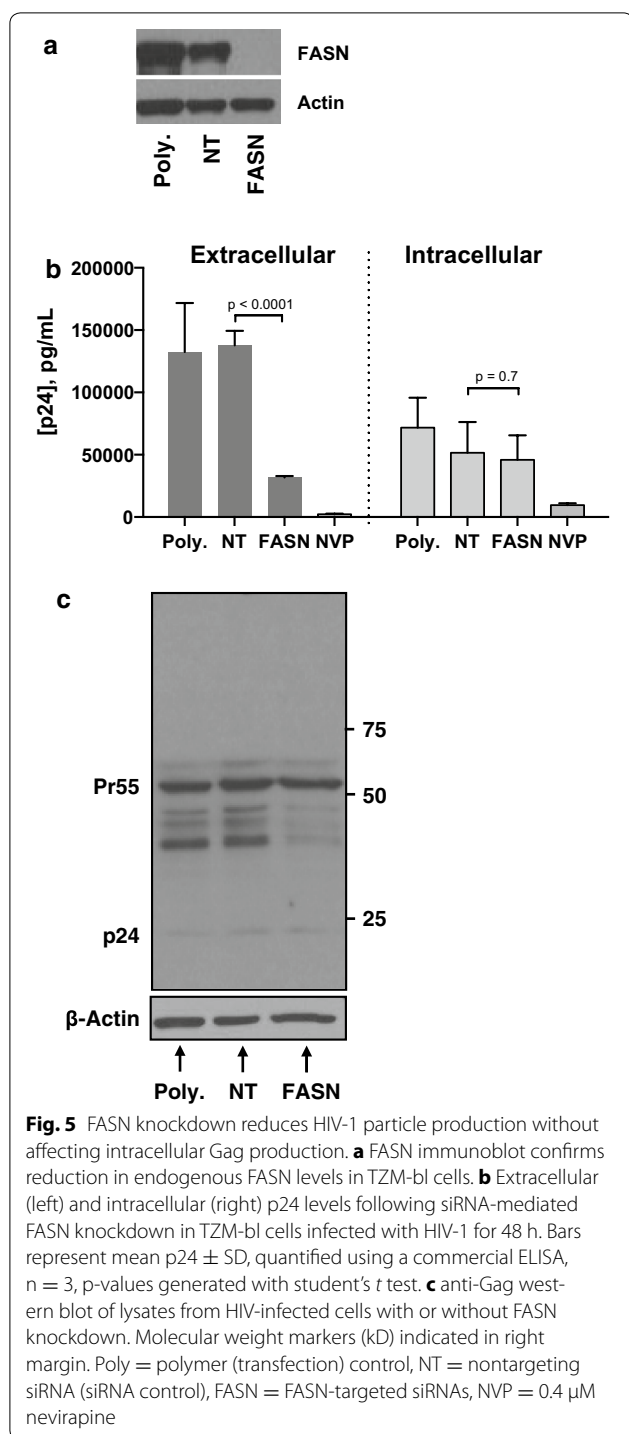 a
FASN
Actin
Poly.
NT
FASN
b
Extracellular
Intracellular
[p24], pg/mL
200000
150000
100000
50000
0
p < 0.0001
p = 0.7
Poly. NT FASN NVP
Poly. NT FASN NVP
c
75
Pr55
50
25
p24
β-Actin
Poly. NT FASN
Fig. 5 FASN knockdown reduces HIV-1 particle production without
affecting intracellular Gag production. a FASN immunoblot confirms
reduction in endogenous FASN levels in TZM-bl cells. b Extracellular
(left) and intracellular (right) p24 levels following siRNA-mediated
FASN knockdown in TZM-bl cells infected with HIV-1 for 48 h. Bars
represent mean p24 ± SD, quantified using a commercial ELISA,
n = 3, p-values generated with student's t test. c anti-Gag west-
ern blot of lysates from HIV-infected cells with or without FASN
knockdown. Molecular weight markers (kD) indicated in right
margin. Poly = polymer (transfection) control, NT = nontargeting
siRNA (siRNA control), FASN = FASN-targeted siRNAs, NVP = 0.4 μM
nevirapine